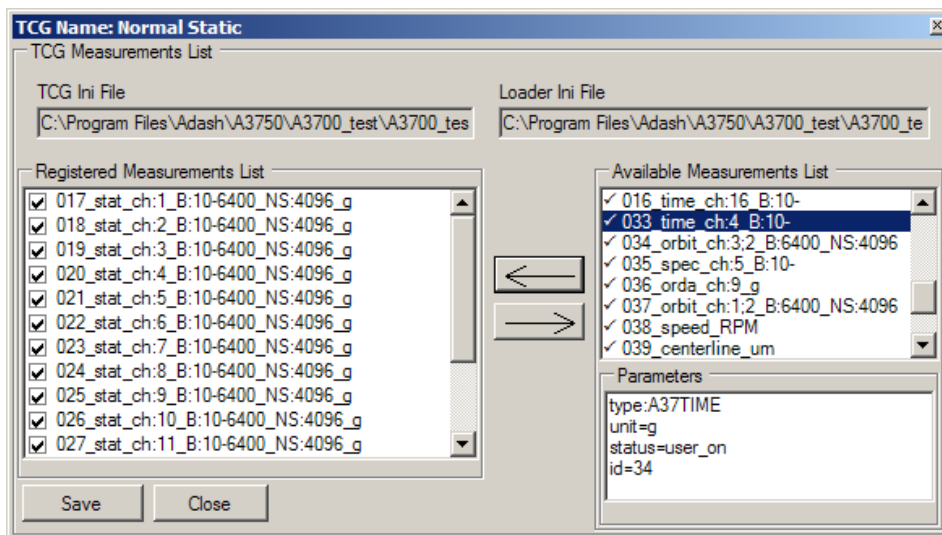 TCG Name: Normal Static
TCG Measurements List
TCG Ini File
Loader Ini File
C:\Program Files\Adash\A3750\A3700_test\A3700_tes
C:\Program Files\Adash\A3750\A3700_test\A3700_te
Registered Measurements List
017_stat_ch:1_B:10-6400_NS:4096_g
018_stat_ch:2_B:10-6400_NS:4096_g
019_stat_ch:3_B:10-6400_NS:4096_g
020_stat_ch:4_B:10-6400_NS:4096_g
021_stat_ch:5_B:10-6400_NS:4096_g
022_stat_ch:6_B:10-6400_NS:4096_g
023_stat_ch:7_B:10-6400_NS:4096_g
024_stat_ch:8_B:10-6400_NS:4096_g
025_stat_ch:9_B:10-6400_NS:4096_g
026_stat_ch:10_B:10-6400_NS:4096_g
027_stat_ch:11_B:10-6400_NS:4096_g
Available Measurements List
016_time_ch:16_B:10-
033_time_ch:4_B:10-
034_orbit_ch:3;2_B:6400_NS:4096
035_spec_ch:5_B:10-
036_orda_ch:9_g
037_orbit_ch:1;2_B:6400_NS:4096
038_speed_RPM
039_centerline_um
Parameters
type:A37TIME
unit=g
status=user_on
id=34
Save
Close